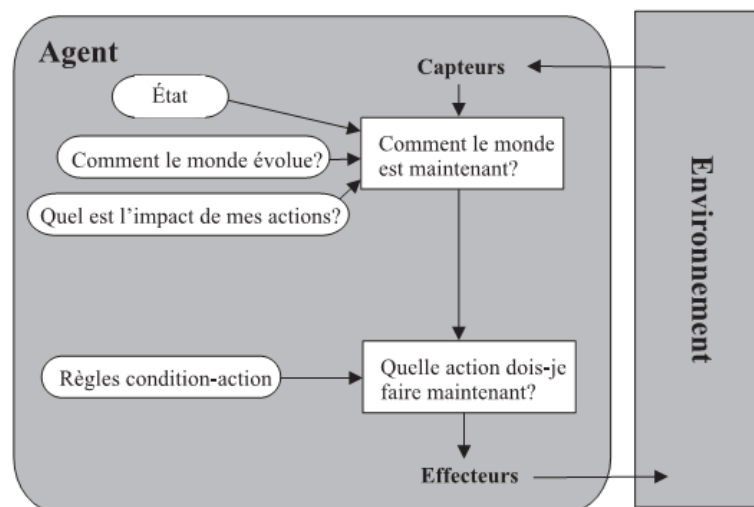 Agent
Capteurs
État
Comment le monde évolue?
Quel est l'impact de mes actions?
Comment le monde
est maintenant?
Règles condition-action
Quelle action dois-je
faire maintenant?
Effecteurs
Environnement